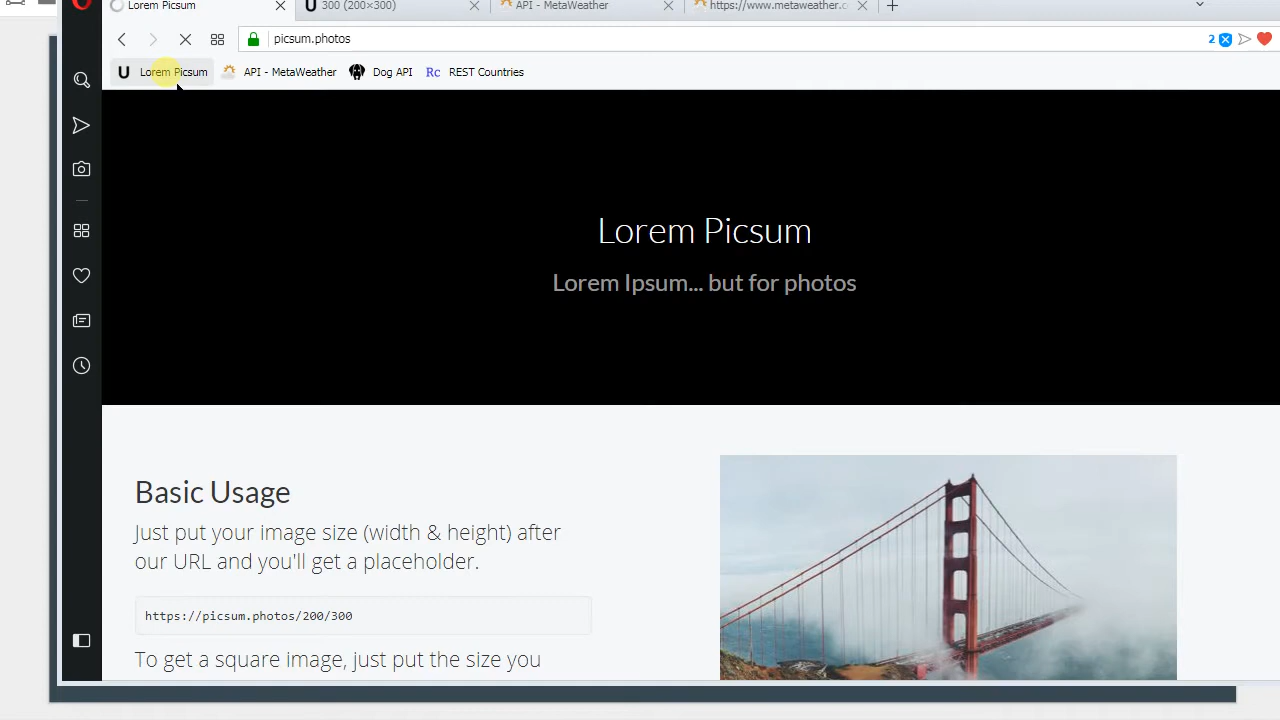 Lorem Picsum
300 (200×300)
API - MetaWeather
https://www.metaweather.c
picsum.photos
2
Lorem Picsum
API - MetaWeather
Dog API
Rc REST Countries
Lorem Picsum
Lorem Ipsum... but for photos
Basic Usage
Just put your image size (width & height) after
our URL and you'll get a placeholder.
https://picsum.photos/200/300
To get a square image, just put the size you